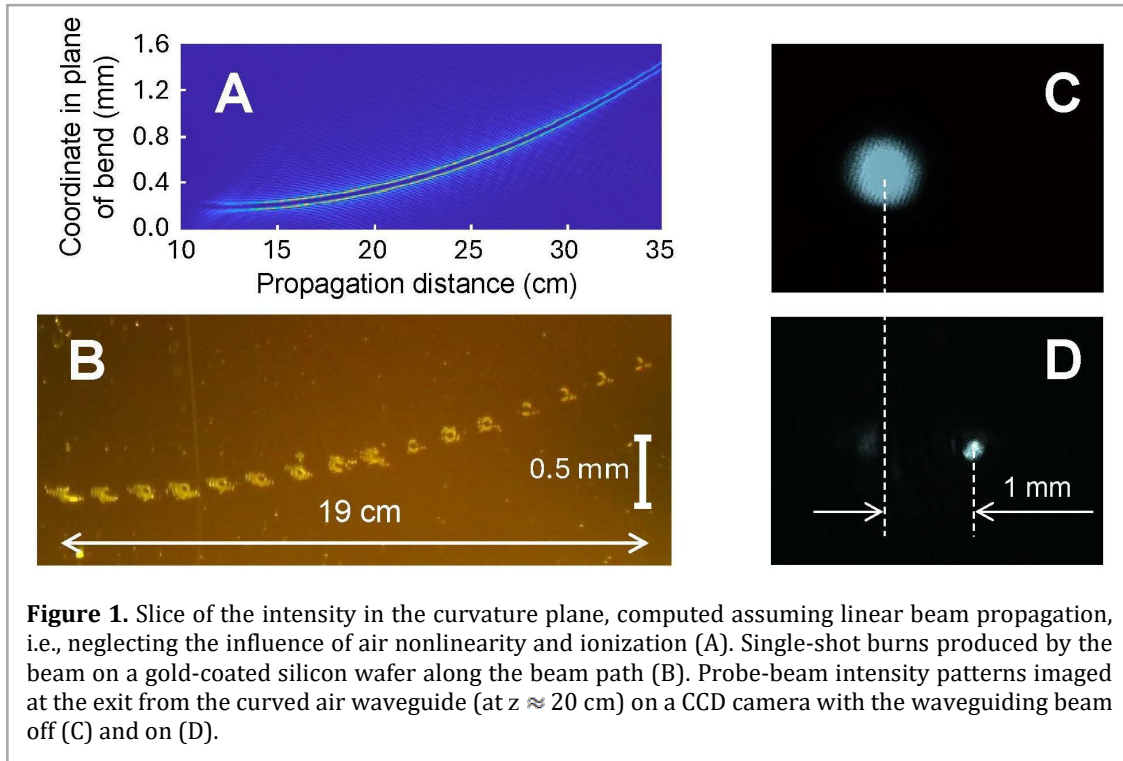 1.6
1.2
0.8
0.4
0.0
Coordinate in plane
of bend (mm)
A
10 15 20 25 30 35
Propagation distance (cm)
B
0.5 mm
19 cm
C
D
1 mm
Figure 1. Slice of the intensity in the curvature plane, computed assuming linear beam propagation,
i.e., neglecting the influence of air nonlinearity and ionization (A). Single-shot burns produced by the
beam on a gold-coated silicon wafer along the beam path (B). Probe-beam intensity patterns imaged
at the exit from the curved air waveguide (at z ≈ 20 cm) on a CCD camera with the waveguiding beam
off (C) and on (D).